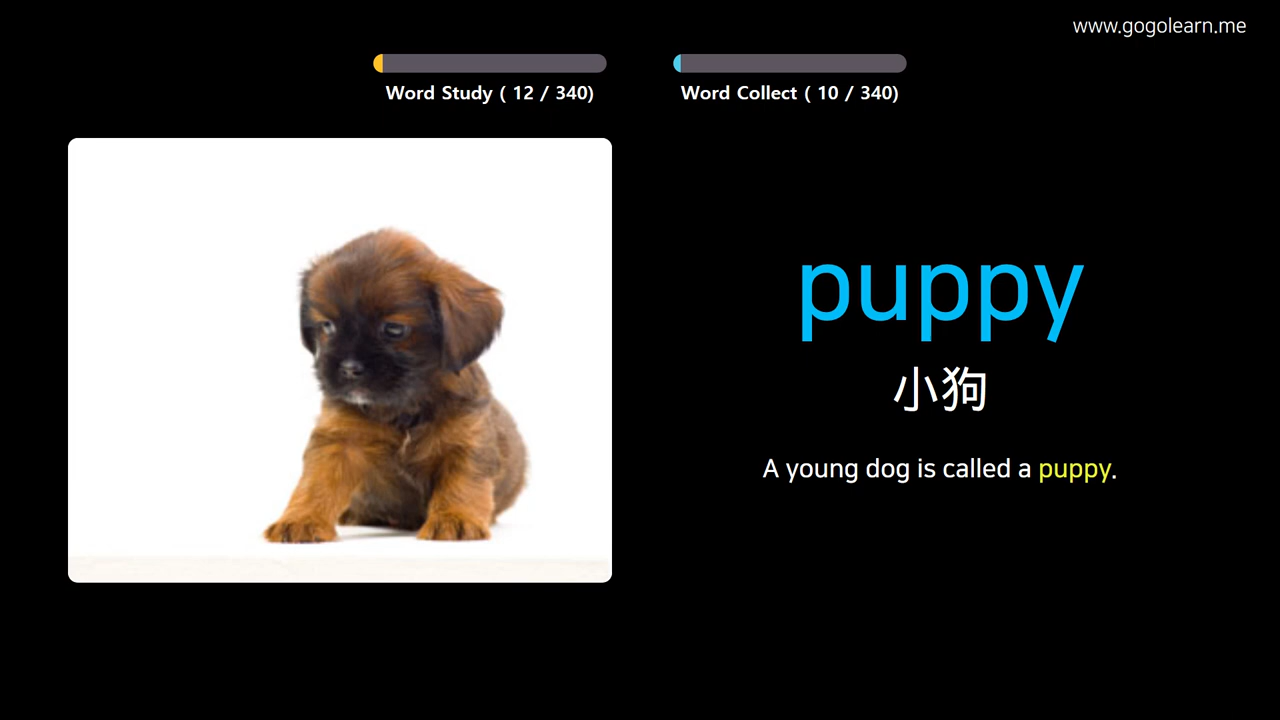 www.gogolearn.me
Word Study ( 12 / 340)
Word Collect ( 10 / 340)
puppy
小狗
A young dog is called a puppy.